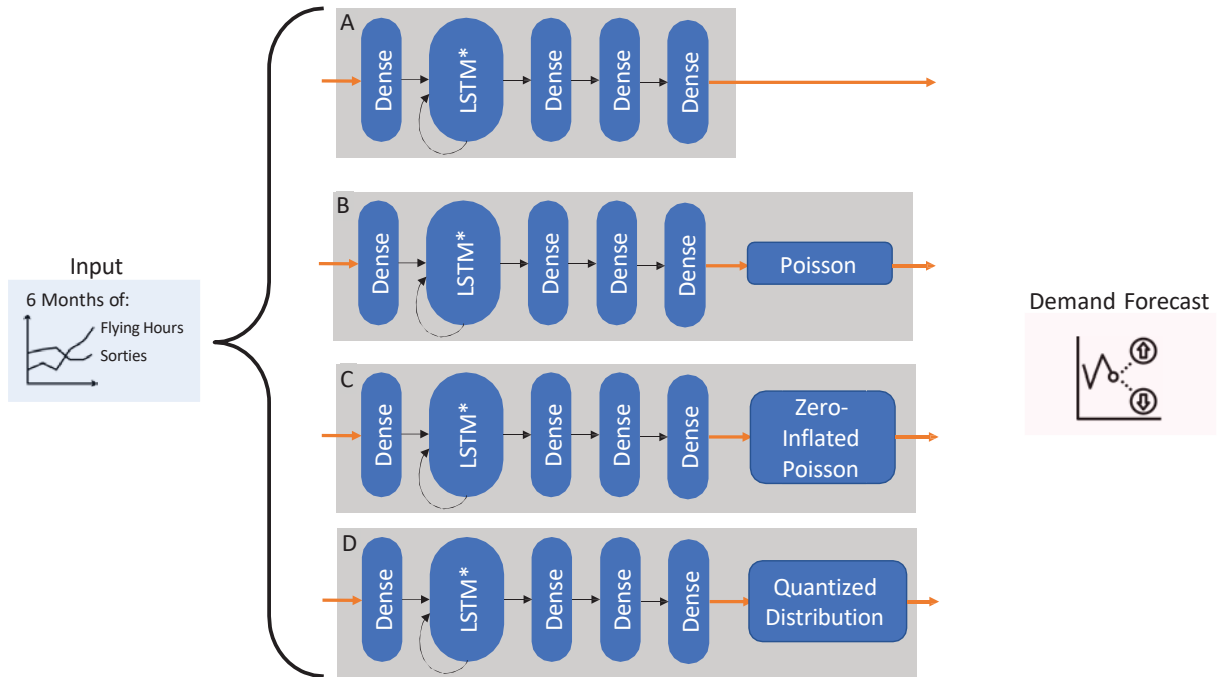 Input
6 Months of:
Flying Hours
Sorties
A
Dense
LSTM*
Dense
Dense
Dense
B
Dense
LSTM*
Dense
Dense
Dense
Poisson
C
Dense
LSTM*
Dense
Dense
Dense
Zero-
Inflated
Poisson
D
Dense
LSTM*
Dense
Dense
Dense
Quantized
Distribution
Demand Forecast